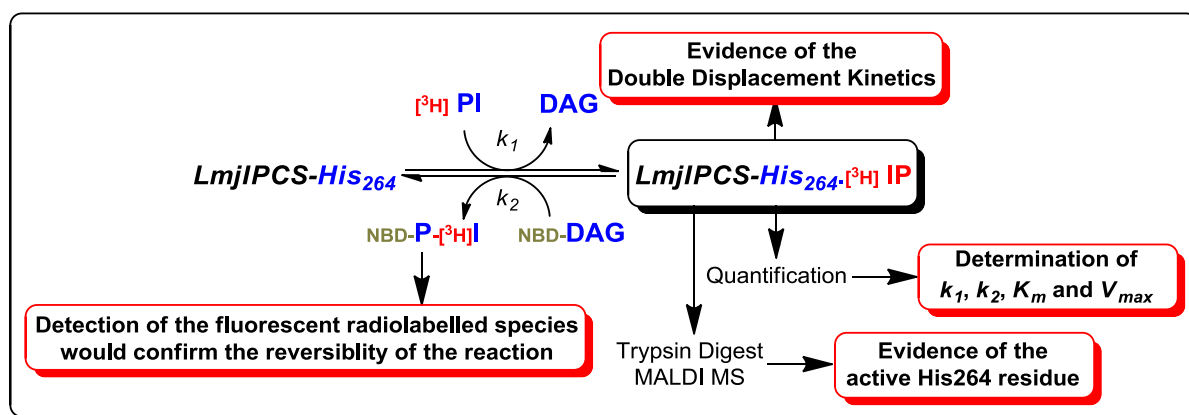 Evidence of the
Double Displacement Kinetics
[³H] PI DAG
k₁
LmjIPCS-His₂₆₄
LmjIPCS-His₂₆₄.[³H] IP
k₂
NBD-P-[³H]I NBD-DAG
Quantification
Determination of
k₁, k₂, Kₘ and Vₘₐₓ
Detection of the fluorescent radiolabelled species
would confirm the reversiblity of the reaction
Trypsin Digest
MALDI MS
Evidence of the
active His264 residue